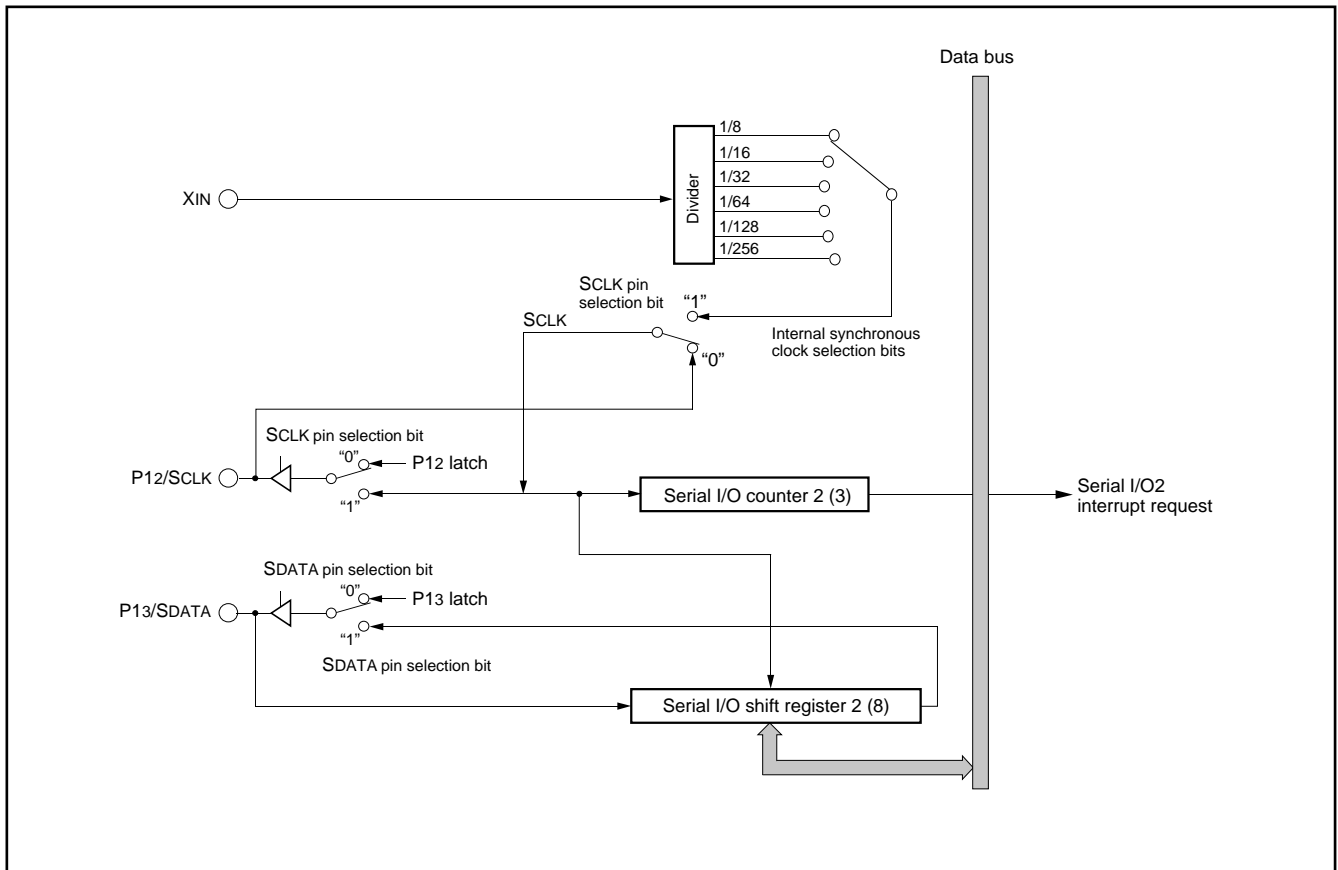 Data bus
1/8
1/16
1/32
1/64
1/128
1/256
Divider
XIN
SCLK pin
selection bit
"1"
SCLK
"0"
Internal synchronous
clock selection bits
SCLK pin selection bit
"0"
P12 latch
P12/SCLK
"1"
Serial I/O counter 2 (3)
Serial I/O2
interrupt request
SDATA pin selection bit
"0"
P13 latch
P13/SDATA
"1"
SDATA pin selection bit
Serial I/O shift register 2 (8)